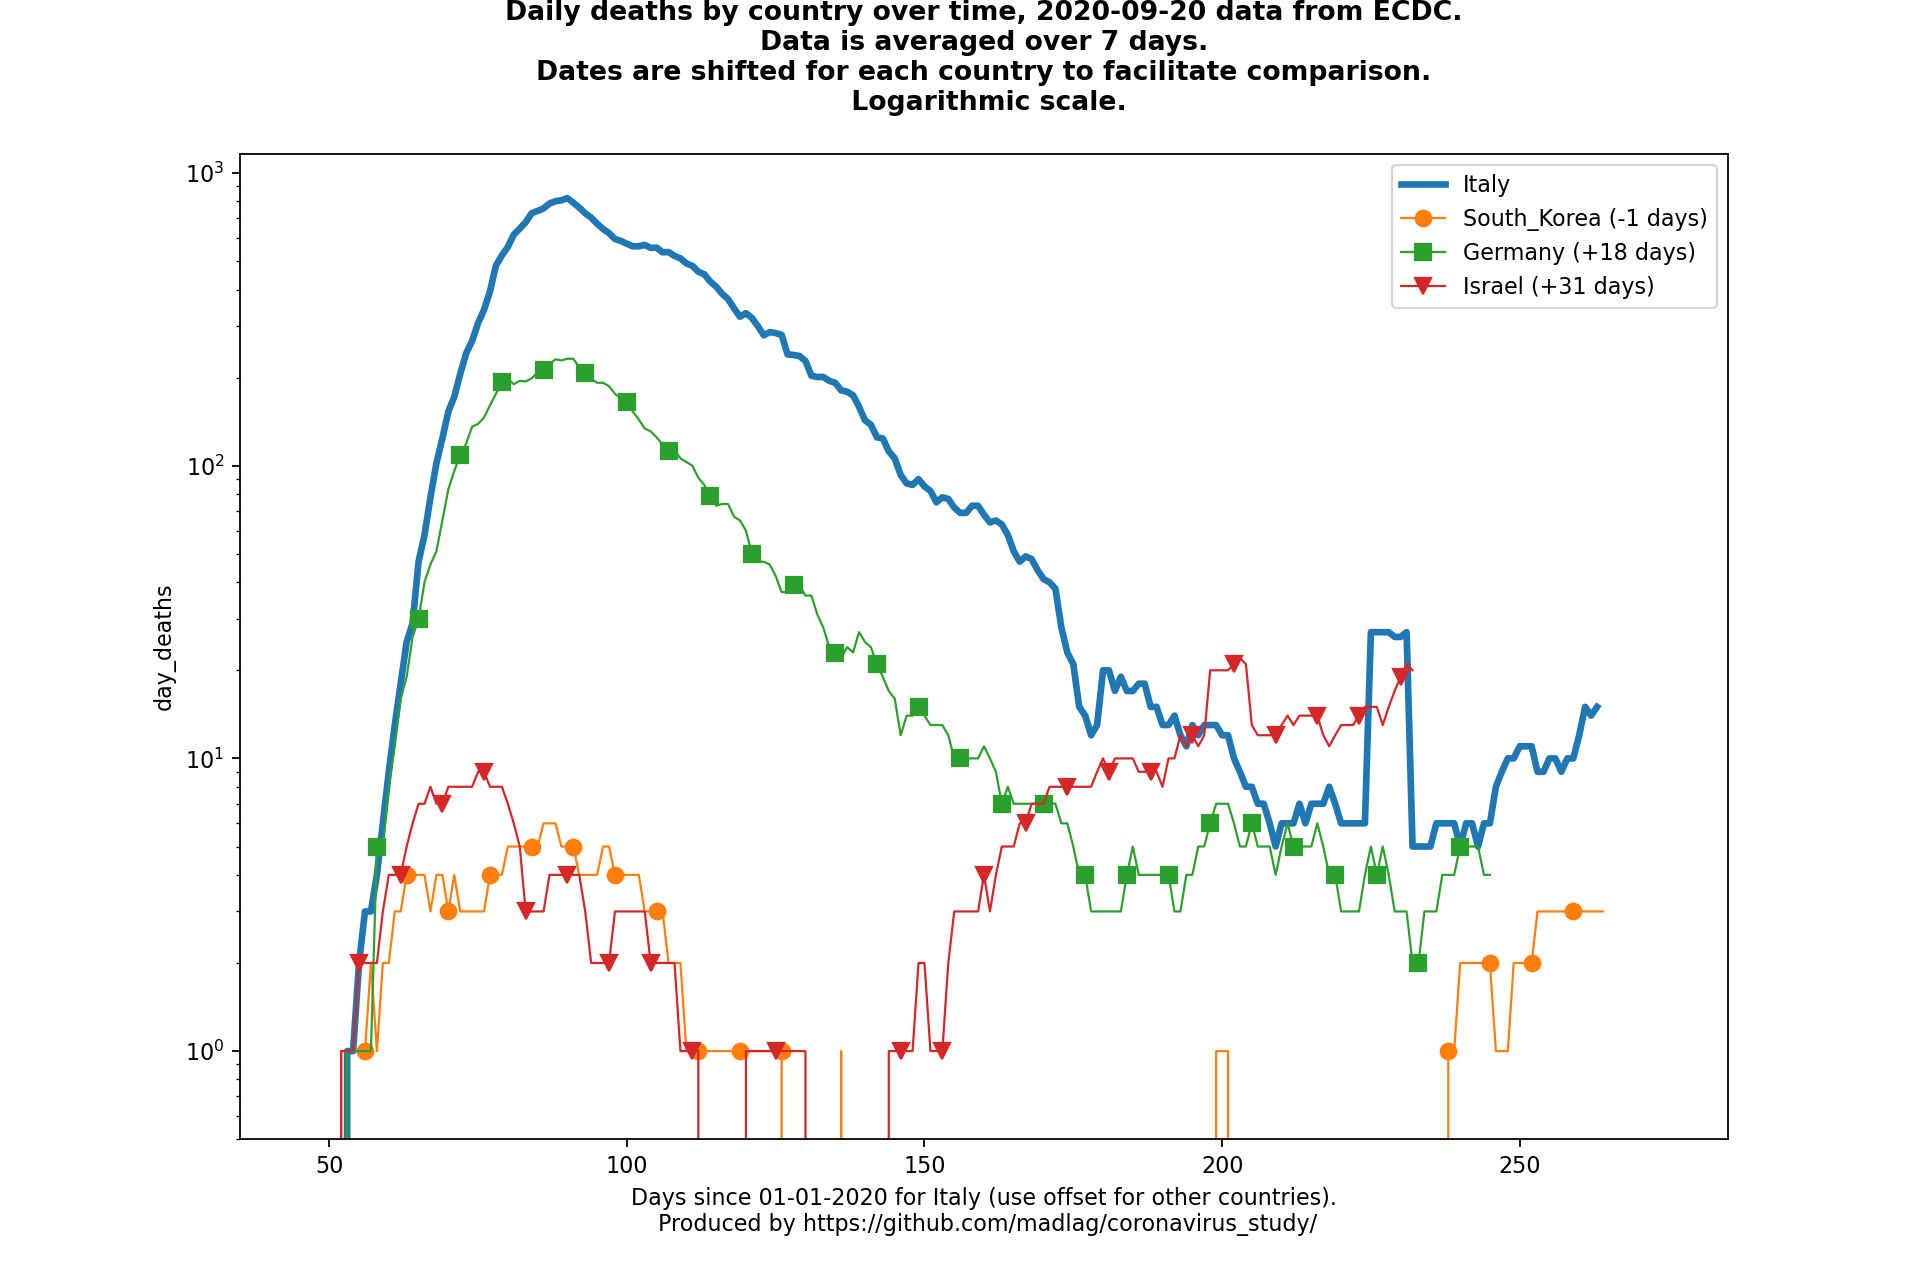 Daily deaths by country over time, 2020-09-20 data from ECDC.
Data is averaged over 7 days.
Dates are shifted for each country to facilitate comparison.
Logarithmic scale.
10³
10²
10¹
10⁰
day_deaths
Italy
South_Korea (-1 days)
Germany (+18 days)
Israel (+31 days)
50 100 150 200 250
Days since 01-01-2020 for Italy (use offset for other countries).
Produced by https://github.com/madlag/coronavirus_study/